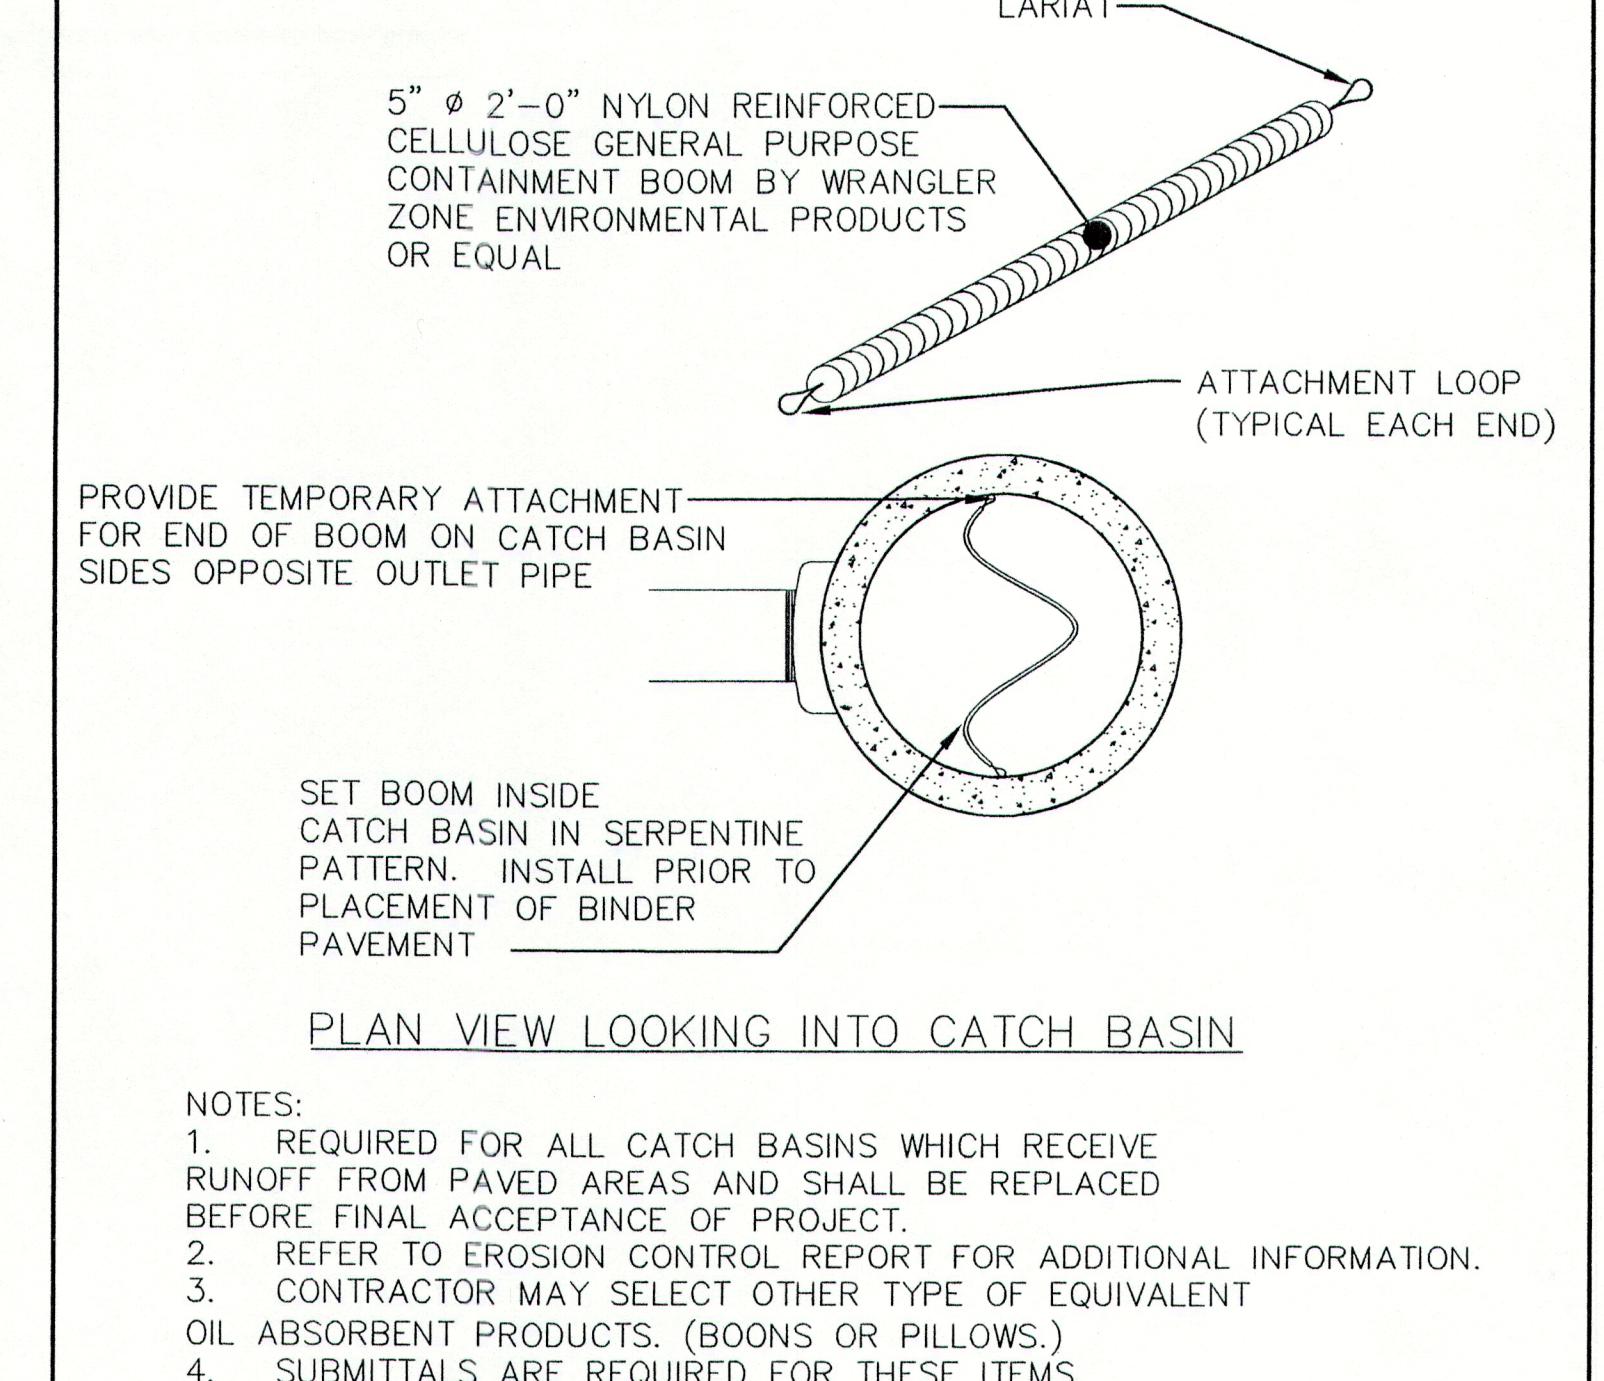 LARIAT
5" ø 2'-0" NYLON REINFORCED
CELLULOSE GENERAL PURPOSE
CONTAINMENT BOOM BY WRANGLER
ZONE ENVIRONMENTAL PRODUCTS
OR EQUAL
ATTACHMENT LOOP
(TYPICAL EACH END)
PROVIDE TEMPORARY ATTACHMENT
FOR END OF BOOM ON CATCH BASIN
SIDES OPPOSITE OUTLET PIPE
SET BOOM INSIDE
CATCH BASIN IN SERPENTINE
PATTERN. INSTALL PRIOR TO
PLACEMENT OF BINDER
PAVEMENT
PLAN VIEW LOOKING INTO CATCH BASIN
NOTES:
1. REQUIRED FOR ALL CATCH BASINS WHICH RECEIVE
RUNOFF FROM PAVED AREAS AND SHALL BE REPLACED
BEFORE FINAL ACCEPTANCE OF PROJECT.
2. REFER TO EROSION CONTROL REPORT FOR ADDITIONAL INFORMATION.
3. CONTRACTOR MAY SELECT OTHER TYPE OF EQUIVALENT
OIL ABSORBENT PRODUCTS. (BOONS OR PILLOWS.)
4. SUBMITTALS ARE REQUIRED FOR THESE ITEMS